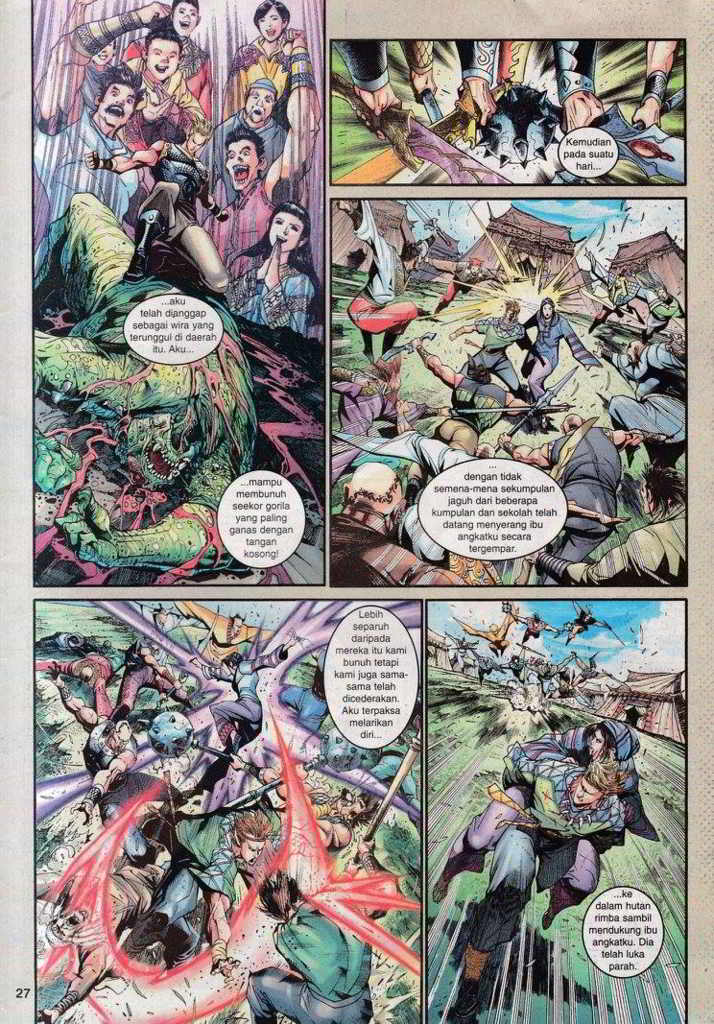 ...aku
telah dianggap
sebagai wira yang
terunggul di daerah
itu. Aku...
...mampu
membunuh
seekor gorila
yang paling
ganas dengan
tangan
kosong!
Kemudian
pada suatu
hari...
...
dengan tidak
semena-mena sekumpulan
jaguh dari beberapa
kumpulan dan sekolah telah
datang menyerang ibu
angkatku secara
tergempar.
Lebih
separuh
daripada
mereka itu kami
bunuh tetapi
kami juga sama-
sama telah
dicederakan.
Aku terpaksa
melarikan
diri...
...ke
dalam hutan
rimba sambil
mendukung ibu
angkatku. Dia
telah luka
parah.
27